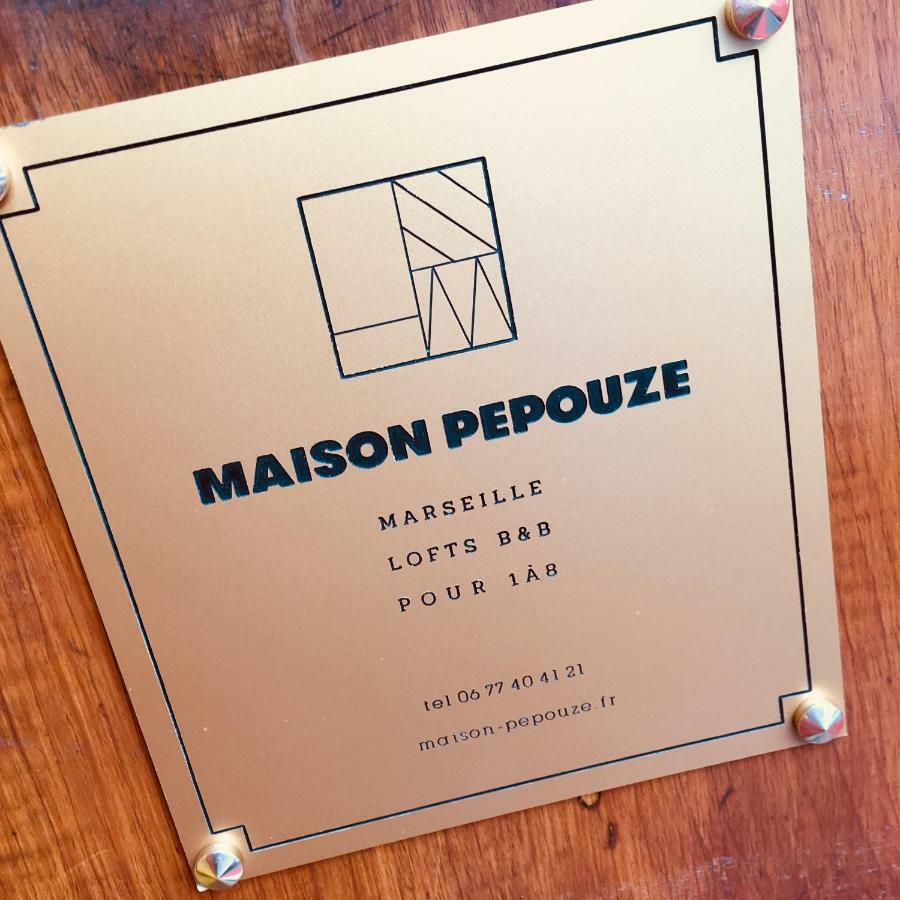 MAISON PEPOUZE
MARSEILLE
LOFTS B&B
POUR 1À8
tel 06 77 40 41 21
maison-pepouze.fr